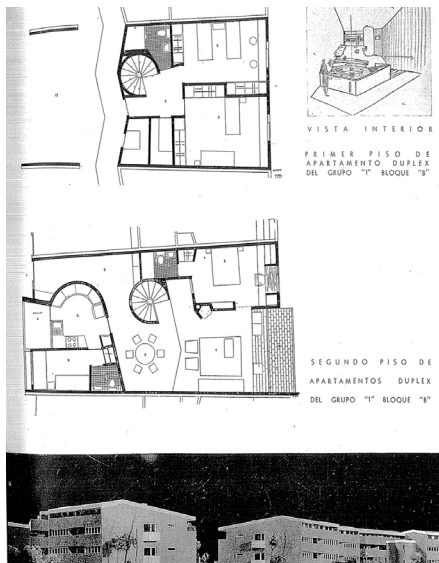 VISTA INTERIOR
PRIMER PISO DE
APARTAMENTO DUPLEX
DEL GRUPO "I" BLOQUE "B"
SEGUNDO PISO DE
APARTAMENTOS DUPLEX
DEL GRUPO "I" BLOQUE "B"